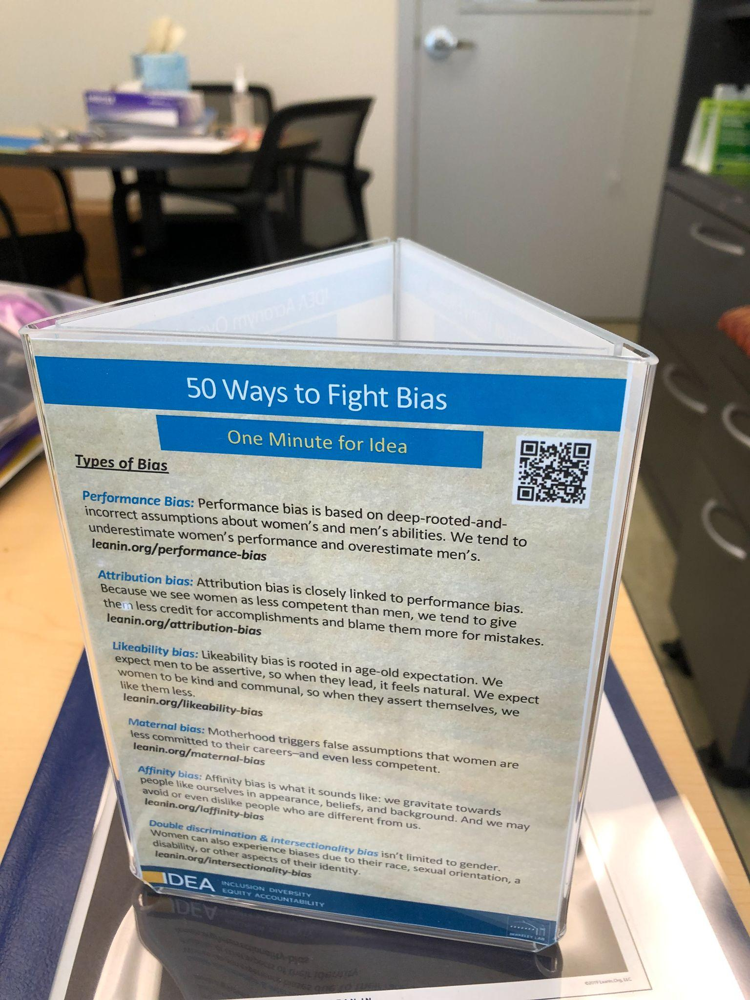 50 Ways to Fight Bias
One Minute for Idea
Types of Bias
Performance Bias: Performance bias is based on deep-rooted-and-
incorrect assumptions about women's and men's abilities. We tend to
underestimate women's performance and overestimate men's.
leanin.org/performance-bias
Attribution bias: Attribution bias is closely linked to performance bias.
Because we see women as less competent than men, we tend to give
them less credit for accomplishments and blame them more for mistakes.
leanin.org/attribution-bias
Likeability bias: Likeability bias is rooted in age-old expectation. We
expect men to be assertive, so when they lead, it feels natural. We expect
women to be kind and communal, so when they assert themselves, we
like them less.
leanin.org/likeability-bias
Maternal bias: Motherhood triggers false assumptions that women are
less committed to their careers—and even less competent.
leanin.org/maternal-bias
Affinity bias: Affinity bias is what it sounds like: we gravitate towards
people like ourselves in appearance, beliefs, and background. And we may
avoid or even dislike people who are different from us.
leanin.org/laffinity-bias
Double discrimination & intersectionality bias isn't limited to gender.
Women can also experience biases due to their race, sexual orientation, a
disability, or other aspects of their identity.
leanin.org/intersectionality-bias
IDEA INCLUSION DIVERSITY
EQUITY ACCOUNTABILITY
BERKELEY LAB
©2019 LeanIn.Org, LLC